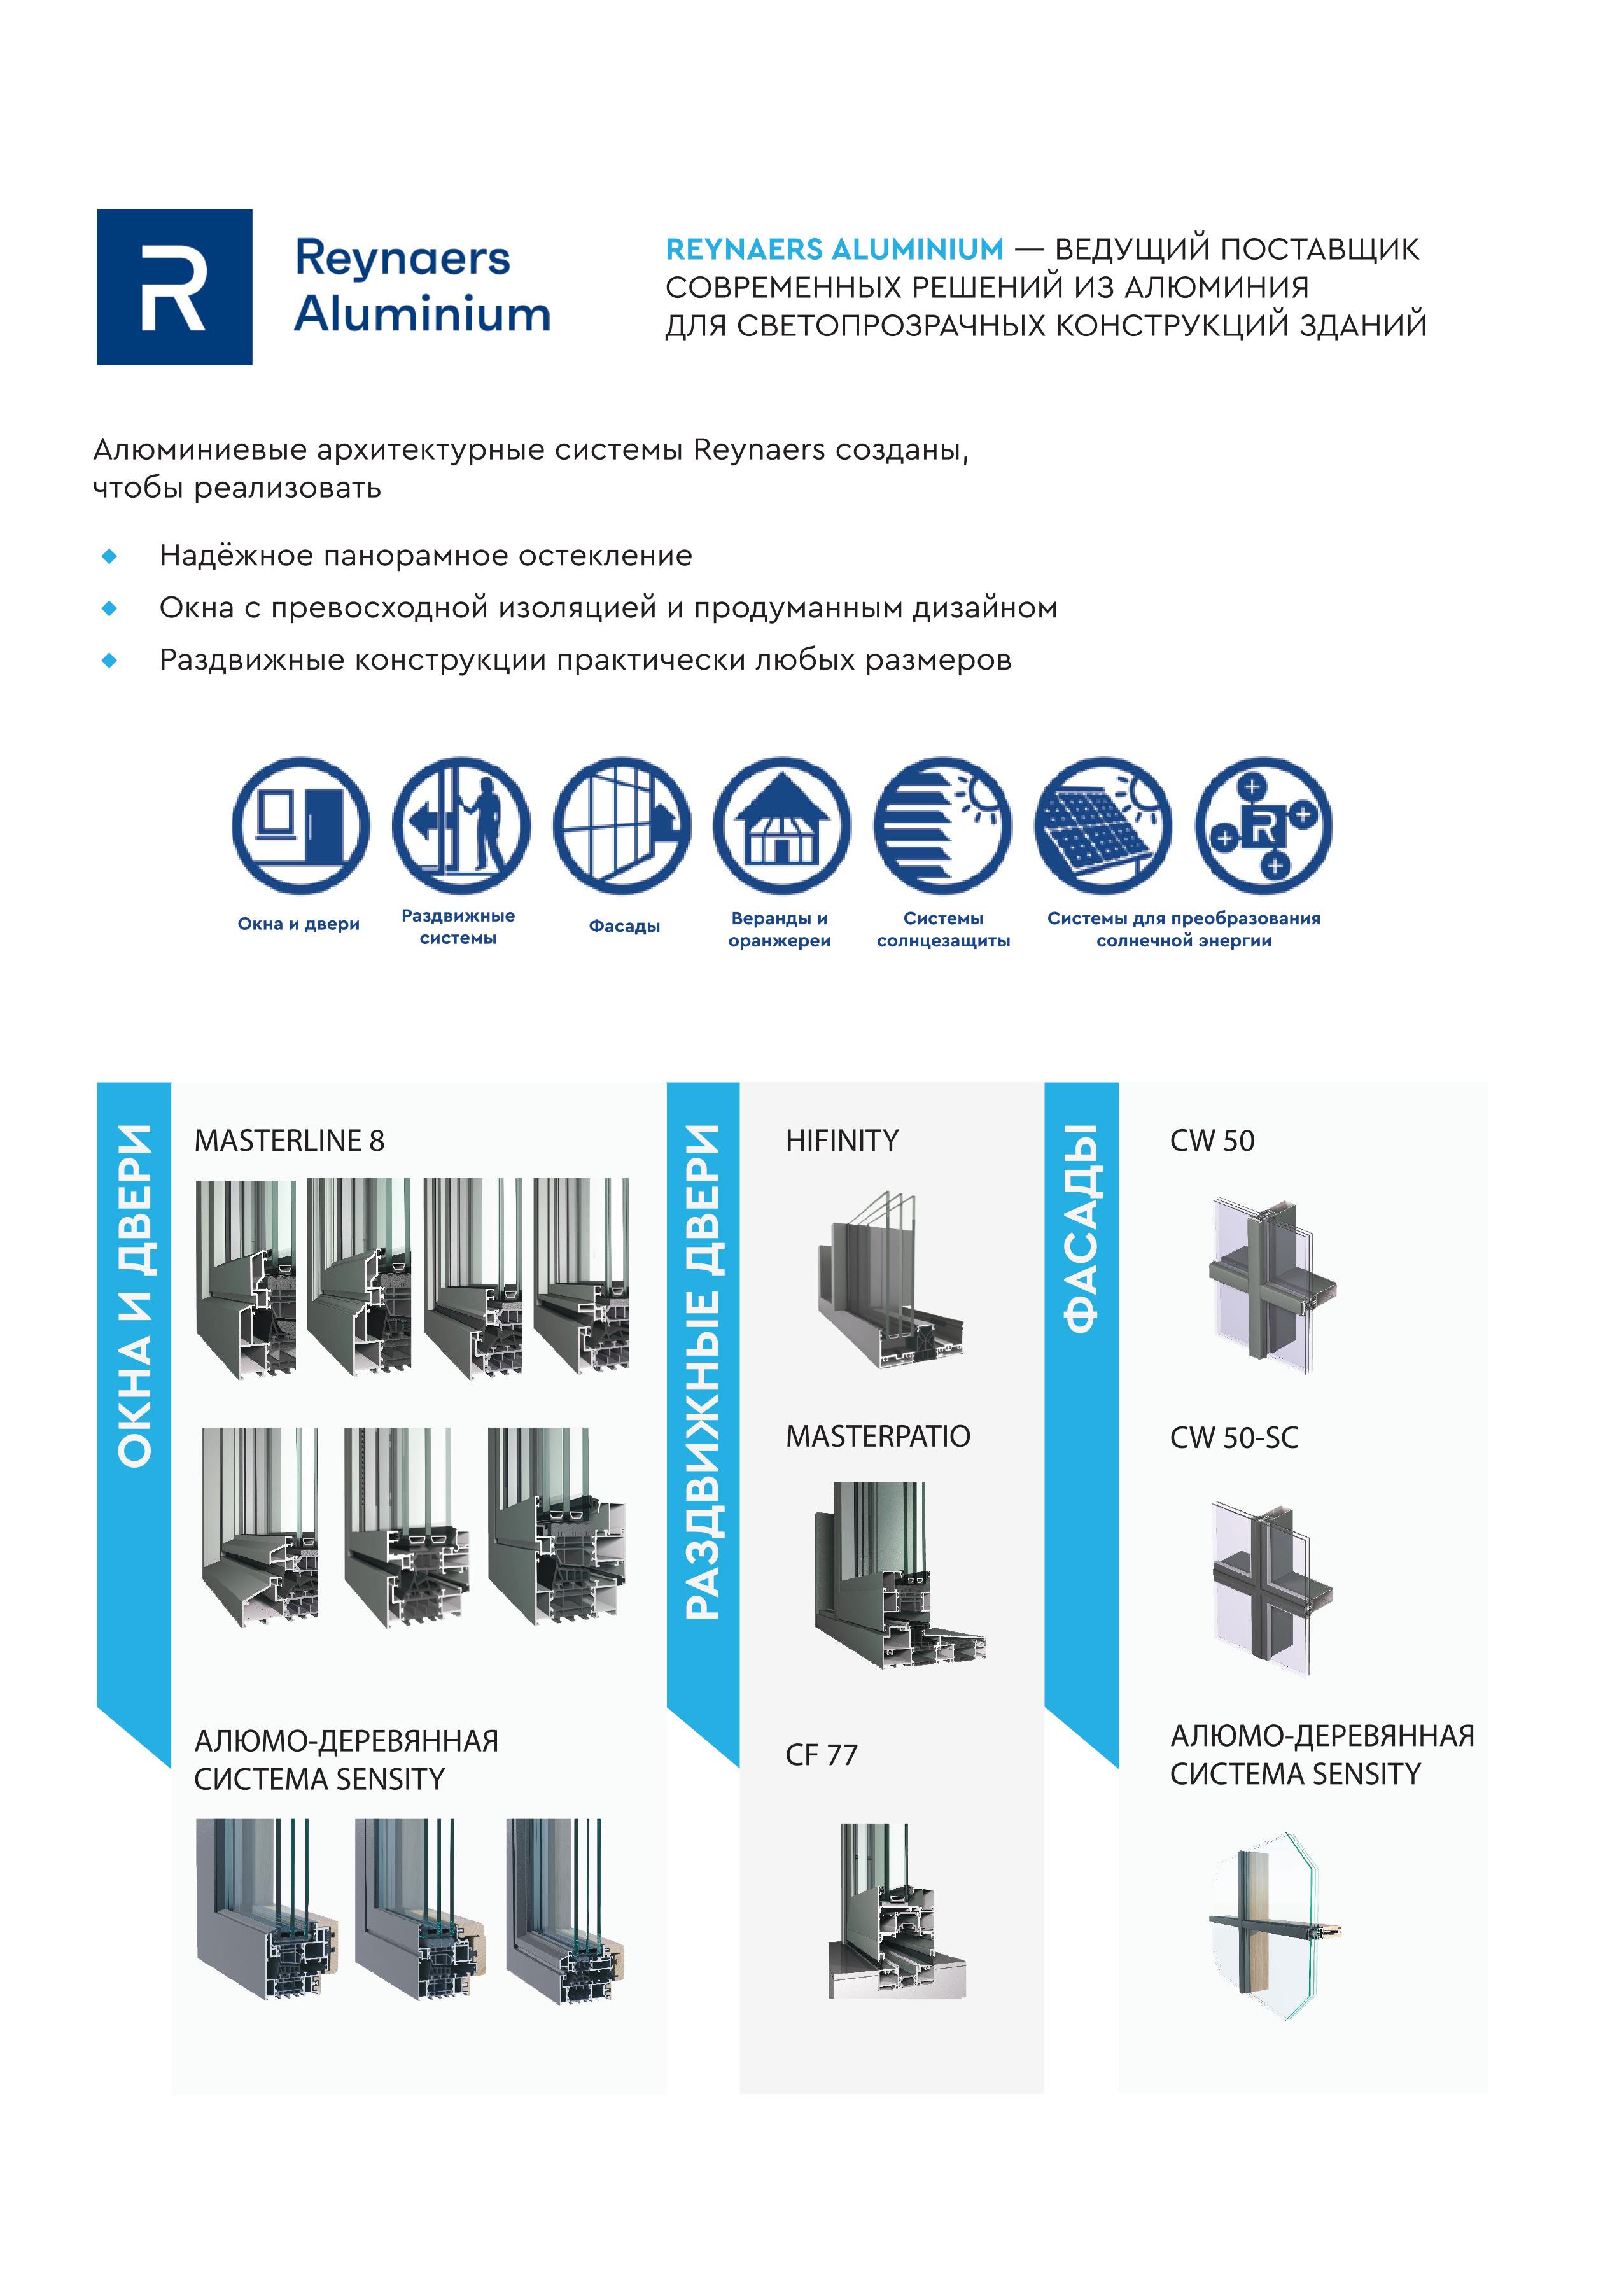 R
Reynaers
Aluminium
REYNAERS ALUMINIUM — ВЕДУЩИЙ ПОСТАВЩИК
СОВРЕМЕННЫХ РЕШЕНИЙ ИЗ АЛЮМИНИЯ
ДЛЯ СВЕТОПРОЗРАЧНЫХ КОНСТРУКЦИЙ ЗДАНИЙ
Алюминиевые архитектурные системы Reynaers созданы,
чтобы реализовать
Надёжное панорамное остекление
Окна с превосходной изоляцией и продуманным дизайном
Раздвижные конструкции практически любых размеров
R
Окна и двери
Раздвижные
системы
Фасады
Веранды и
оранжереи
Системы
солнцезащиты
Системы для преобразования
солнечной энергии
ОКНА И ДВЕРИ
MASTERLINE 8
АЛЮМО-ДЕРЕВЯННАЯ
СИСТЕМА SENSITY
РАЗДВИЖНЫЕ ДВЕРИ
HIFINITY
MASTERPATIO
CF 77
ФАСАДЫ
CW 50
CW 50-SC
АЛЮМО-ДЕРЕВЯННАЯ
СИСТЕМА SENSITY